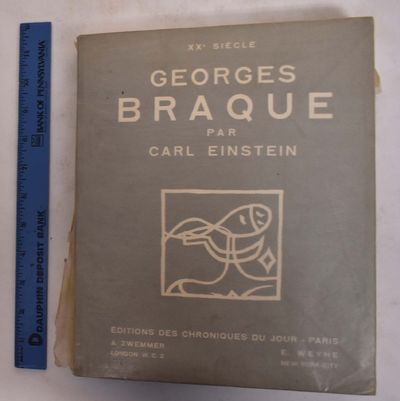 XXe SIÈCLE
GEORGES
BRAQUE
PAR
CARL EINSTEIN
EDITIONS DES CHRONIQUES DU JOUR - PARIS
A ZWEMMER
LONDON W.C.2
E. WEYHE
NEW-YORK-CITY
BANK OF PENNSYLVANIA
DAUPHIN DEPOSIT BANK